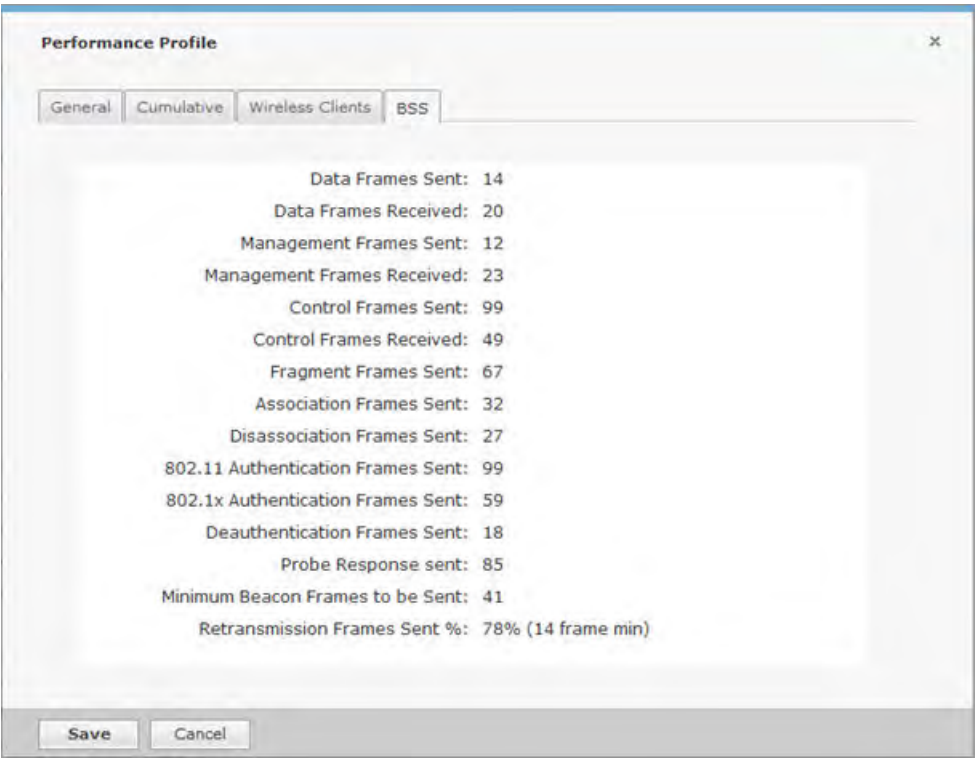 Performance Profile ×
General Cumulative Wireless Clients BSS
Data Frames Sent: 14
Data Frames Received: 20
Management Frames Sent: 12
Management Frames Received: 23
Control Frames Sent: 99
Control Frames Received: 49
Fragment Frames Sent: 67
Association Frames Sent: 32
Disassociation Frames Sent: 27
802.11 Authentication Frames Sent: 99
802.1x Authentication Frames Sent: 59
Deauthentication Frames Sent: 18
Probe Response sent: 85
Minimum Beacon Frames to be Sent: 41
Retransmission Frames Sent %: 78% (14 frame min)
Save Cancel